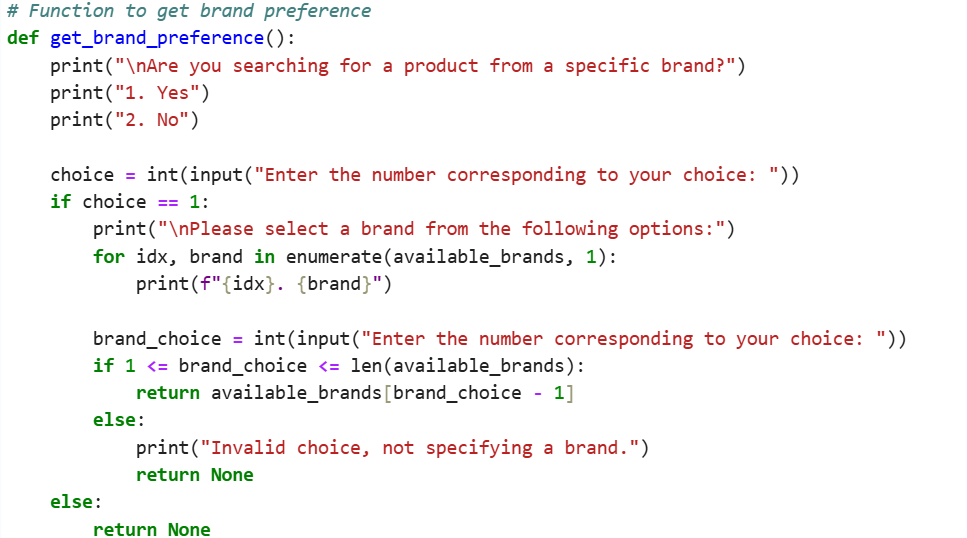 # Function to get brand preference
def get_brand_preference():
    print("\nAre you searching for a product from a specific brand?")
    print("1. Yes")
    print("2. No")

    choice = int(input("Enter the number corresponding to your choice: "))
    if choice == 1:
        print("\nPlease select a brand from the following options:")
        for idx, brand in enumerate(available_brands, 1):
            print(f"{idx}. {brand}")

        brand_choice = int(input("Enter the number corresponding to your choice: "))
        if 1 <= brand_choice <= len(available_brands):
            return available_brands[brand_choice - 1]
        else:
            print("Invalid choice, not specifying a brand.")
            return None
    else:
        return None